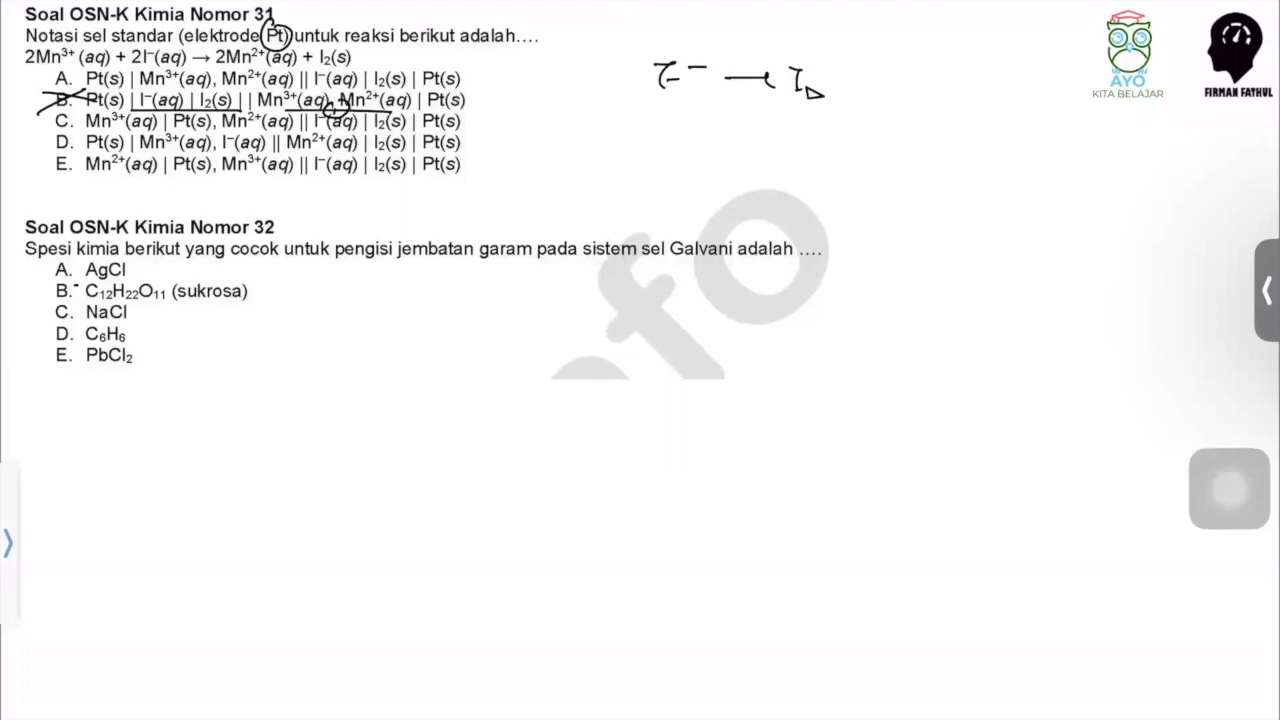 Soal OSN-K Kimia Nomor 31
Notasi sel standar (elektrode Pt) untuk reaksi berikut adalah….
2Mn³⁺ (aq) + 2I⁻(aq) → 2Mn²⁺(aq) + I₂(s)
A. Pt(s) | Mn³⁺(aq), Mn²⁺(aq) || I⁻(aq) | I₂(s) | Pt(s)
B. Pt(s) | I⁻(aq) | I₂(s) || Mn³⁺(aq), Mn²⁺(aq) | Pt(s)
C. Mn³⁺(aq) | Pt(s), Mn²⁺(aq) || I⁻(aq) | I₂(s) | Pt(s)
D. Pt(s) | Mn³⁺(aq), I⁻(aq) || Mn²⁺(aq) | I₂(s) | Pt(s)
E. Mn²⁺(aq) | Pt(s), Mn³⁺(aq) || I⁻(aq) | I₂(s) | Pt(s)
I⁻ → I₂
AYO
KITA BELAJAR
FIRMAN FATHUL
Soal OSN-K Kimia Nomor 32
Spesi kimia berikut yang cocok untuk pengisi jembatan garam pada sistem sel Galvani adalah ….
A. AgCl
B. C₁₂H₂₂O₁₁ (sukrosa)
C. NaCl
D. C₆H₆
E. PbCl₂
fo